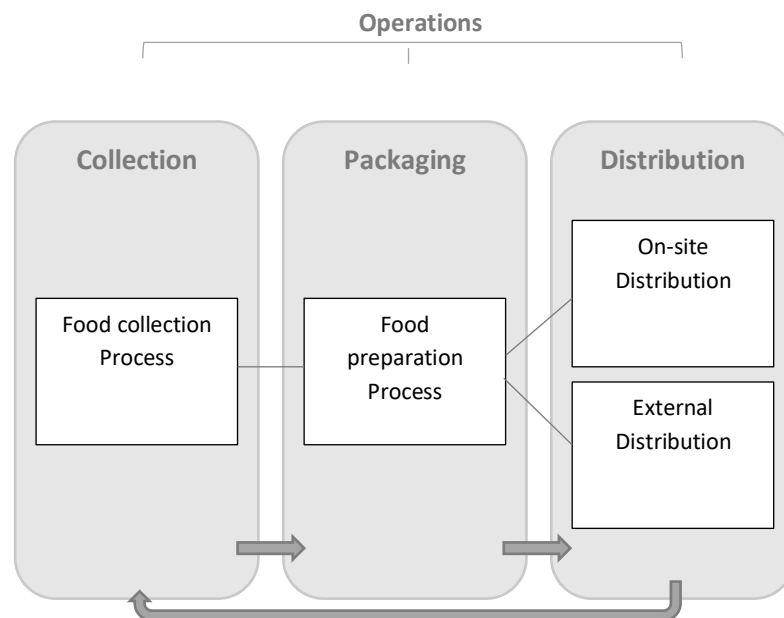 Operations
Collection
Packaging
Distribution
Food collection
Process
Food
preparation
Process
On-site
Distribution
External
Distribution